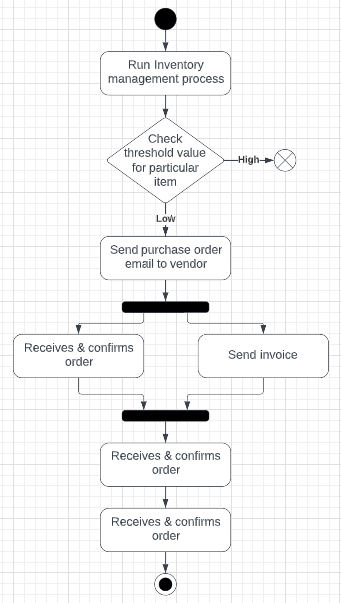 Run Inventory
management process
Check
threshold value
for particular
item
High
Low
Send purchase order
email to vendor
Receives & confirms
order
Send invoice
Receives & confirms
order
Receives & confirms
order